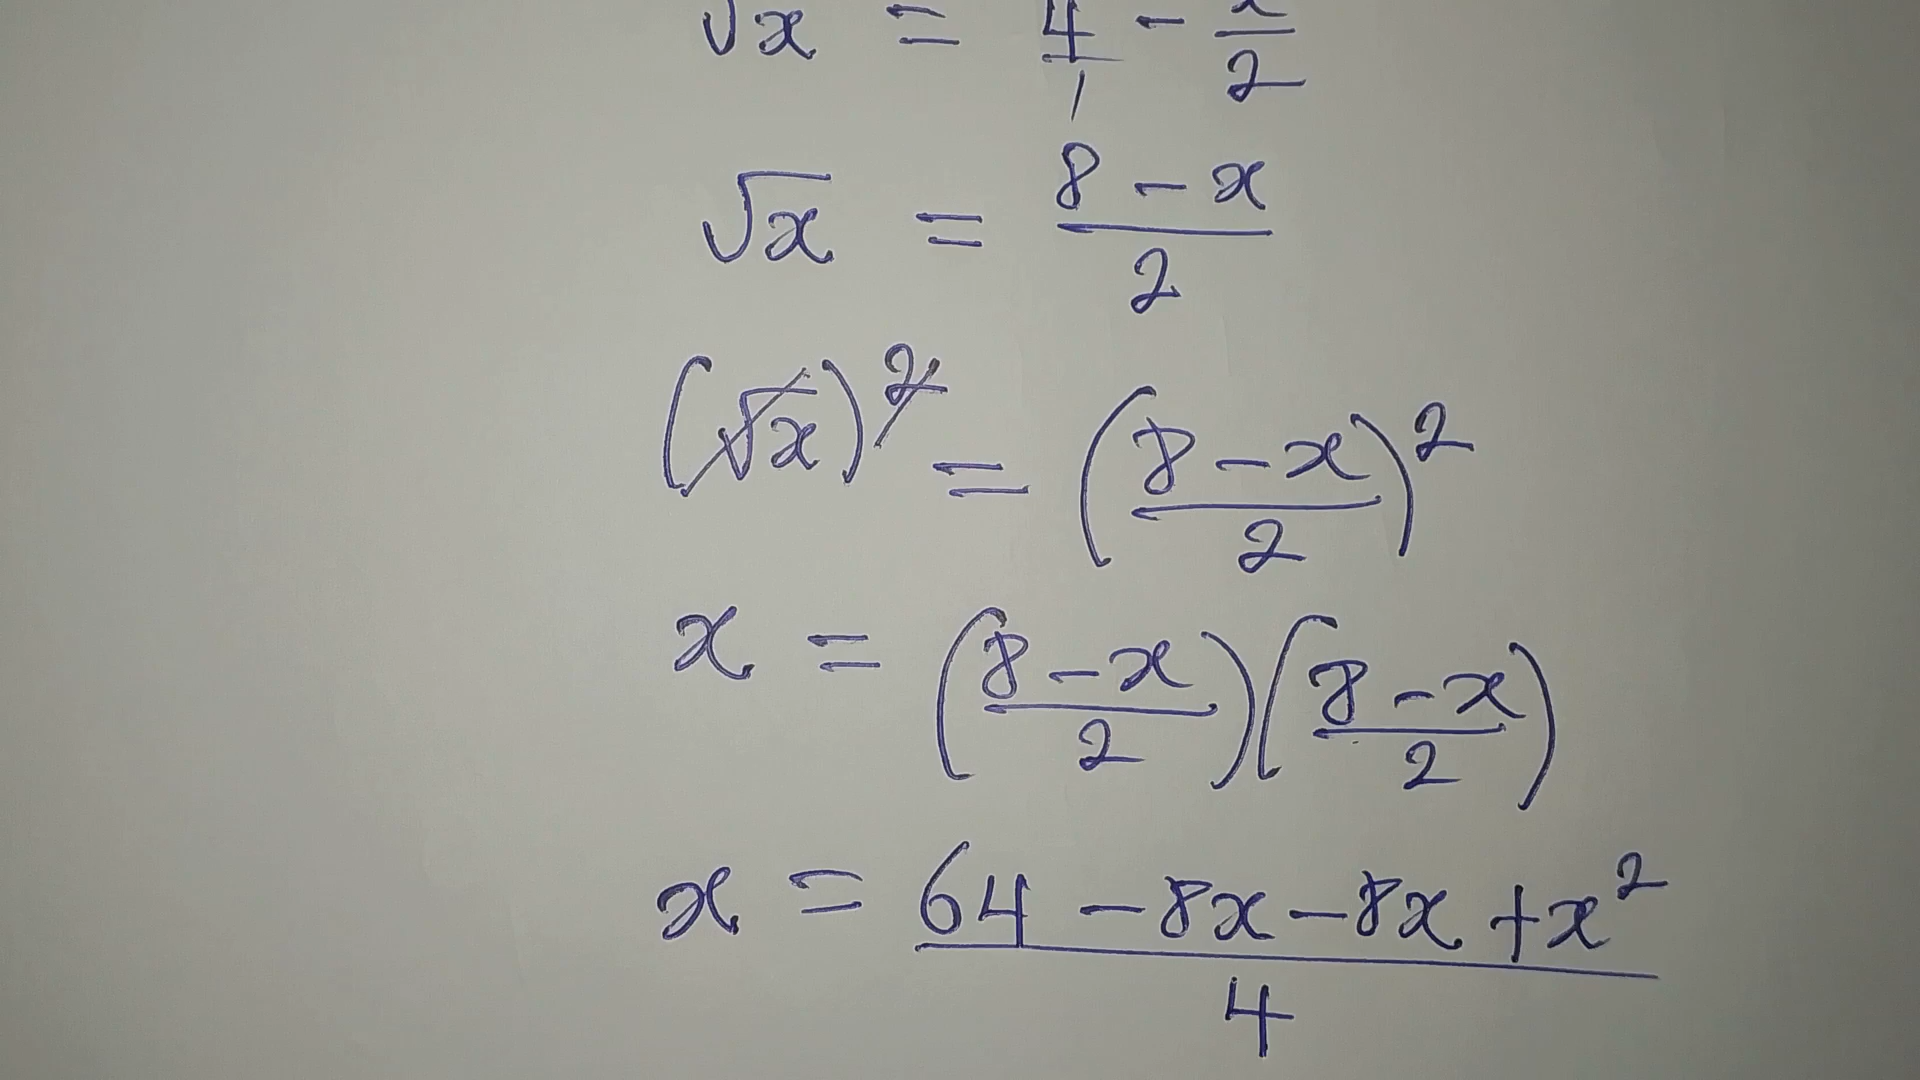 √x = 4/1 - x/2
√x = (8 - x)/2
(√x)² = ((8 - x)/2)²
x = ((8 - x)/2)((8 - x)/2)
x = (64 - 8x - 8x + x²)/4